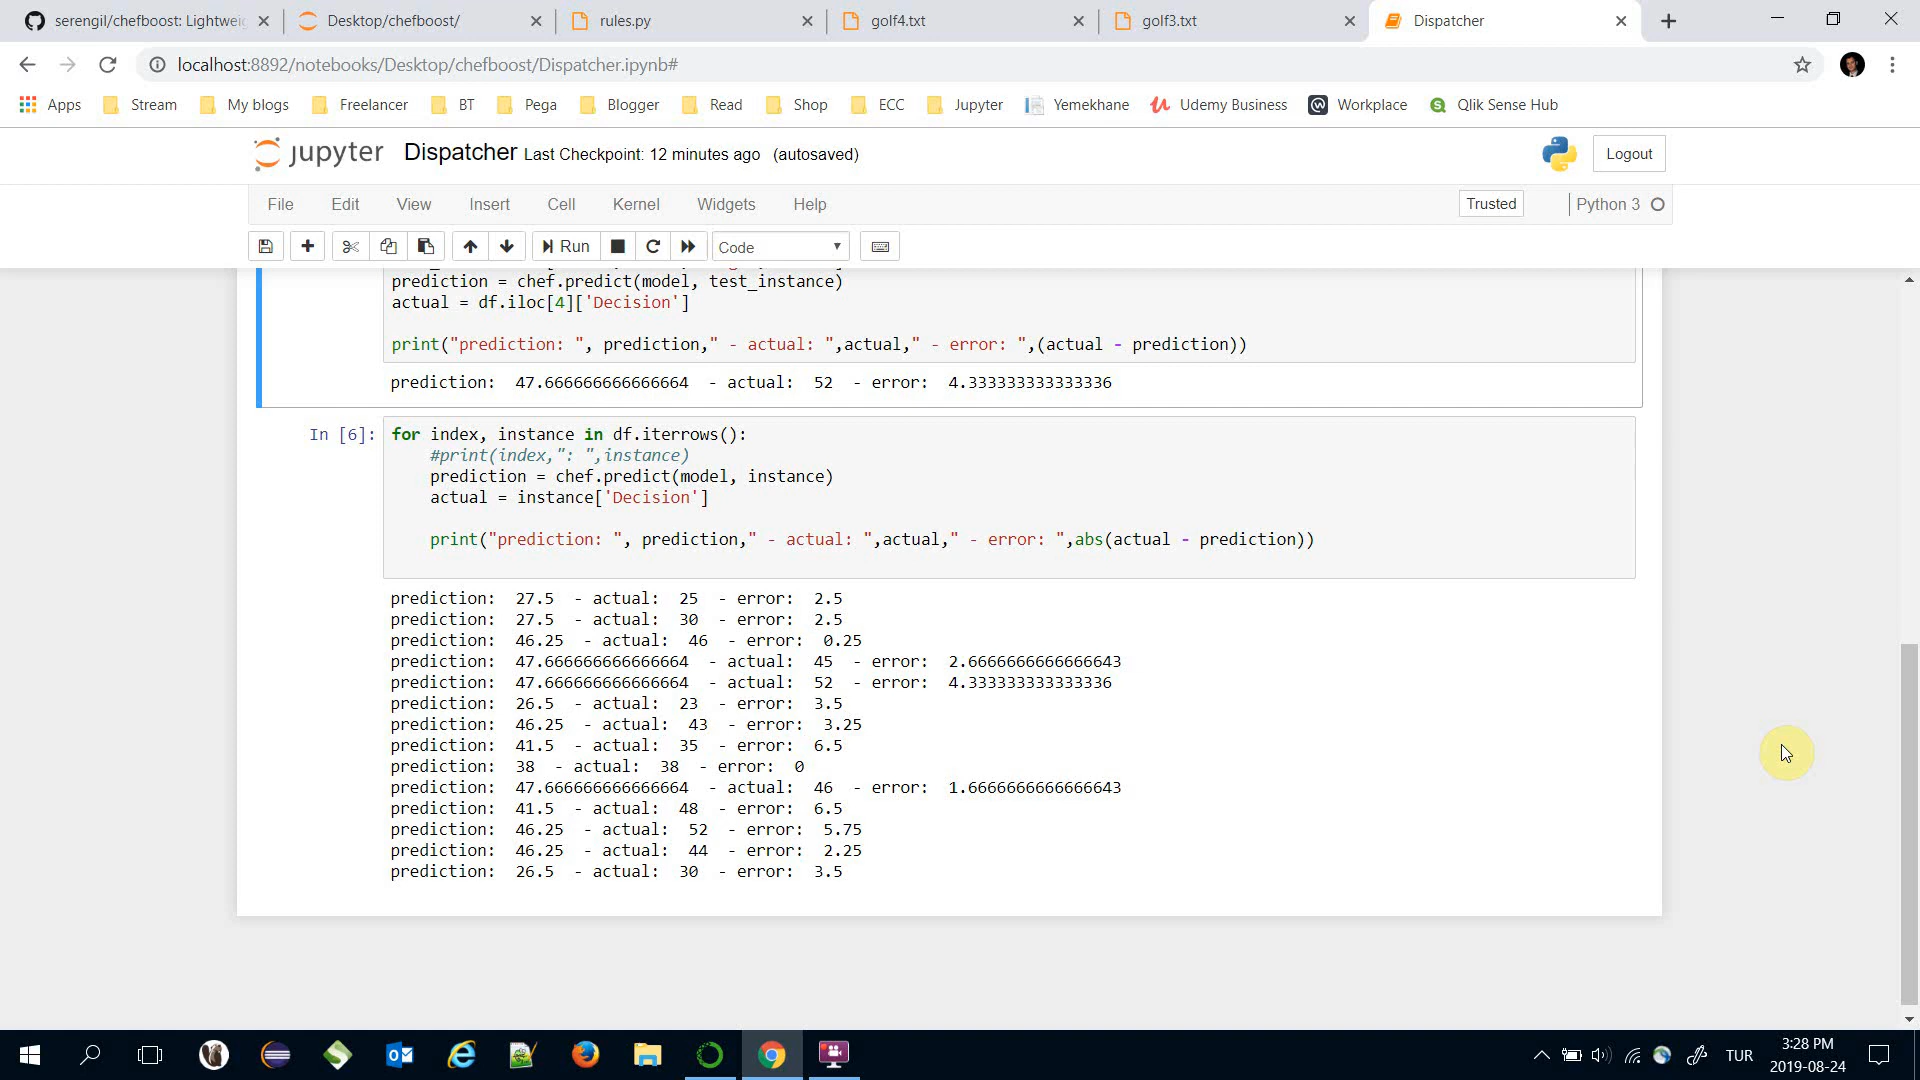 serengil/chefboost: Lightwei
Desktop/chefboost/
rules.py
golf4.txt
golf3.txt
Dispatcher
localhost:8892/notebooks/Desktop/chefboost/Dispatcher.ipynb#
Apps Stream My blogs Freelancer BT Pega Blogger Read Shop ECC Jupyter Yemekhane Udemy Business Workplace Qlik Sense Hub
jupyter Dispatcher Last Checkpoint: 12 minutes ago (autosaved) Logout
File Edit View Insert Cell Kernel Widgets Help Trusted Python 3
Run Code
prediction = chef.predict(model, test_instance)
actual = df.iloc[4]['Decision']
print("prediction: ", prediction," - actual: ",actual," - error: ",(actual - prediction))
prediction:  47.666666666666664  - actual:  52  - error:  4.333333333333336
In [6]: for index, instance in df.iterrows():
#print(index,": ",instance)
prediction = chef.predict(model, instance)
actual = instance['Decision']
print("prediction: ", prediction," - actual: ",actual," - error: ",abs(actual - prediction))
prediction:  27.5  - actual:  25  - error:  2.5
prediction:  27.5  - actual:  30  - error:  2.5
prediction:  46.25  - actual:  46  - error:  0.25
prediction:  47.666666666666664  - actual:  45  - error:  2.6666666666666643
prediction:  47.666666666666664  - actual:  52  - error:  4.333333333333336
prediction:  26.5  - actual:  23  - error:  3.5
prediction:  46.25  - actual:  43  - error:  3.25
prediction:  41.5  - actual:  35  - error:  6.5
prediction:  38  - actual:  38  - error:  0
prediction:  47.666666666666664  - actual:  46  - error:  1.6666666666666643
prediction:  41.5  - actual:  48  - error:  6.5
prediction:  46.25  - actual:  52  - error:  5.75
prediction:  46.25  - actual:  44  - error:  2.25
prediction:  26.5  - actual:  30  - error:  3.5
TUR
3:28 PM
2019-08-24